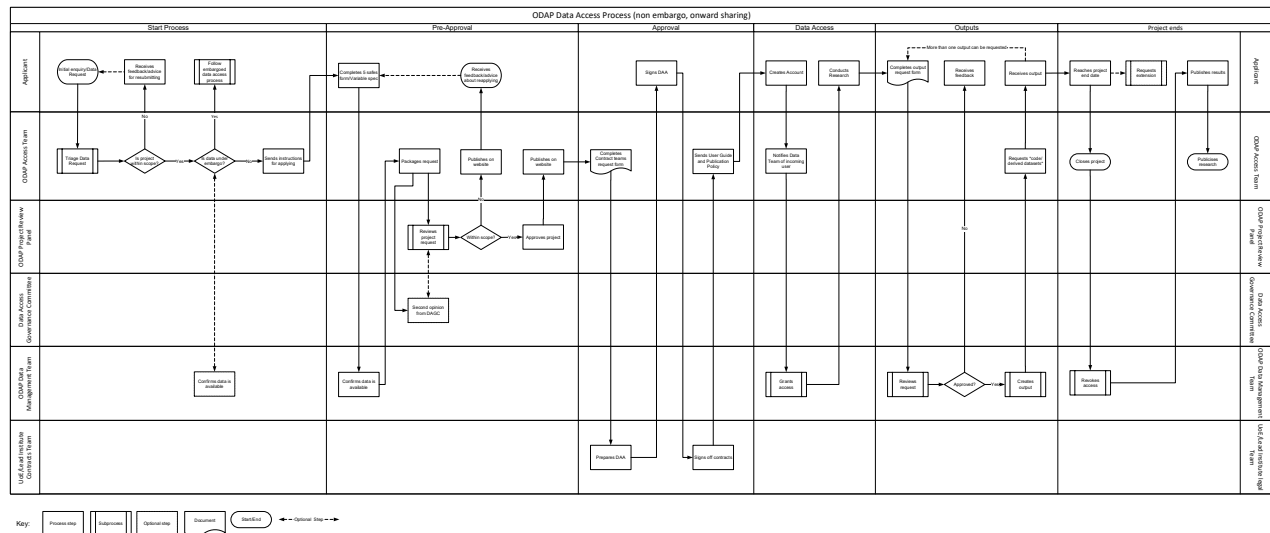 ODAP Data Access Process (non embargo, onward sharing)
Start Process
Pre-Approval
Approval
Data Access
Outputs
Project ends
Applicant
Initial enquiry/Data
Request
Receives
feedback/advice
for resubmitting
Follow
embargoed
data access
process
Completes 5-safes
form/Variable spec
Receives
feedback/advice
about reapplying
Signs DAA
Creates Account
Conducts
Research
More than one output can be requested
Completes output
request form
Receives
feedback
Receives output
Reaches project
end date
Requests
extension
Publishes results
Applicant
ODAP Access Team
Triage Data
Request
No
Is project
within scope?
Yes
Yes
Is data under
embargo?
No
Sends instructions
for applying
Packages request
Publishes on
website
Publishes on
website
Completes
Contract teams
request form
Sends User Guide
and Publication
Policy
Notifies Data
Team of incoming
user
Requests "code/
derived datasets"
Closes project
Publicises
research
ODAP Access Team
ODAP Project Review
Panel
Reviews
project
request
No
Within scope?
Yes
Approves project
No
ODAP Project Review
Panel
Data Access
Governance Committee
Second opinion
from DAGC
Data Access
Governance Committee
ODAP Data
Management Team
Confirms data is
available
Confirms data is
available
Grants
access
Reviews
request
Approved?
Yes
Creates
output
Revokes
access
ODAP Data Management
Team
UoE/Lead Institute
Contracts Team
Prepares DAA
Signs off contracts
UoE/Lead Institute legal
Team
Key:
Process step
Subprocess
Optional step
Document
Start/End
Optional Step